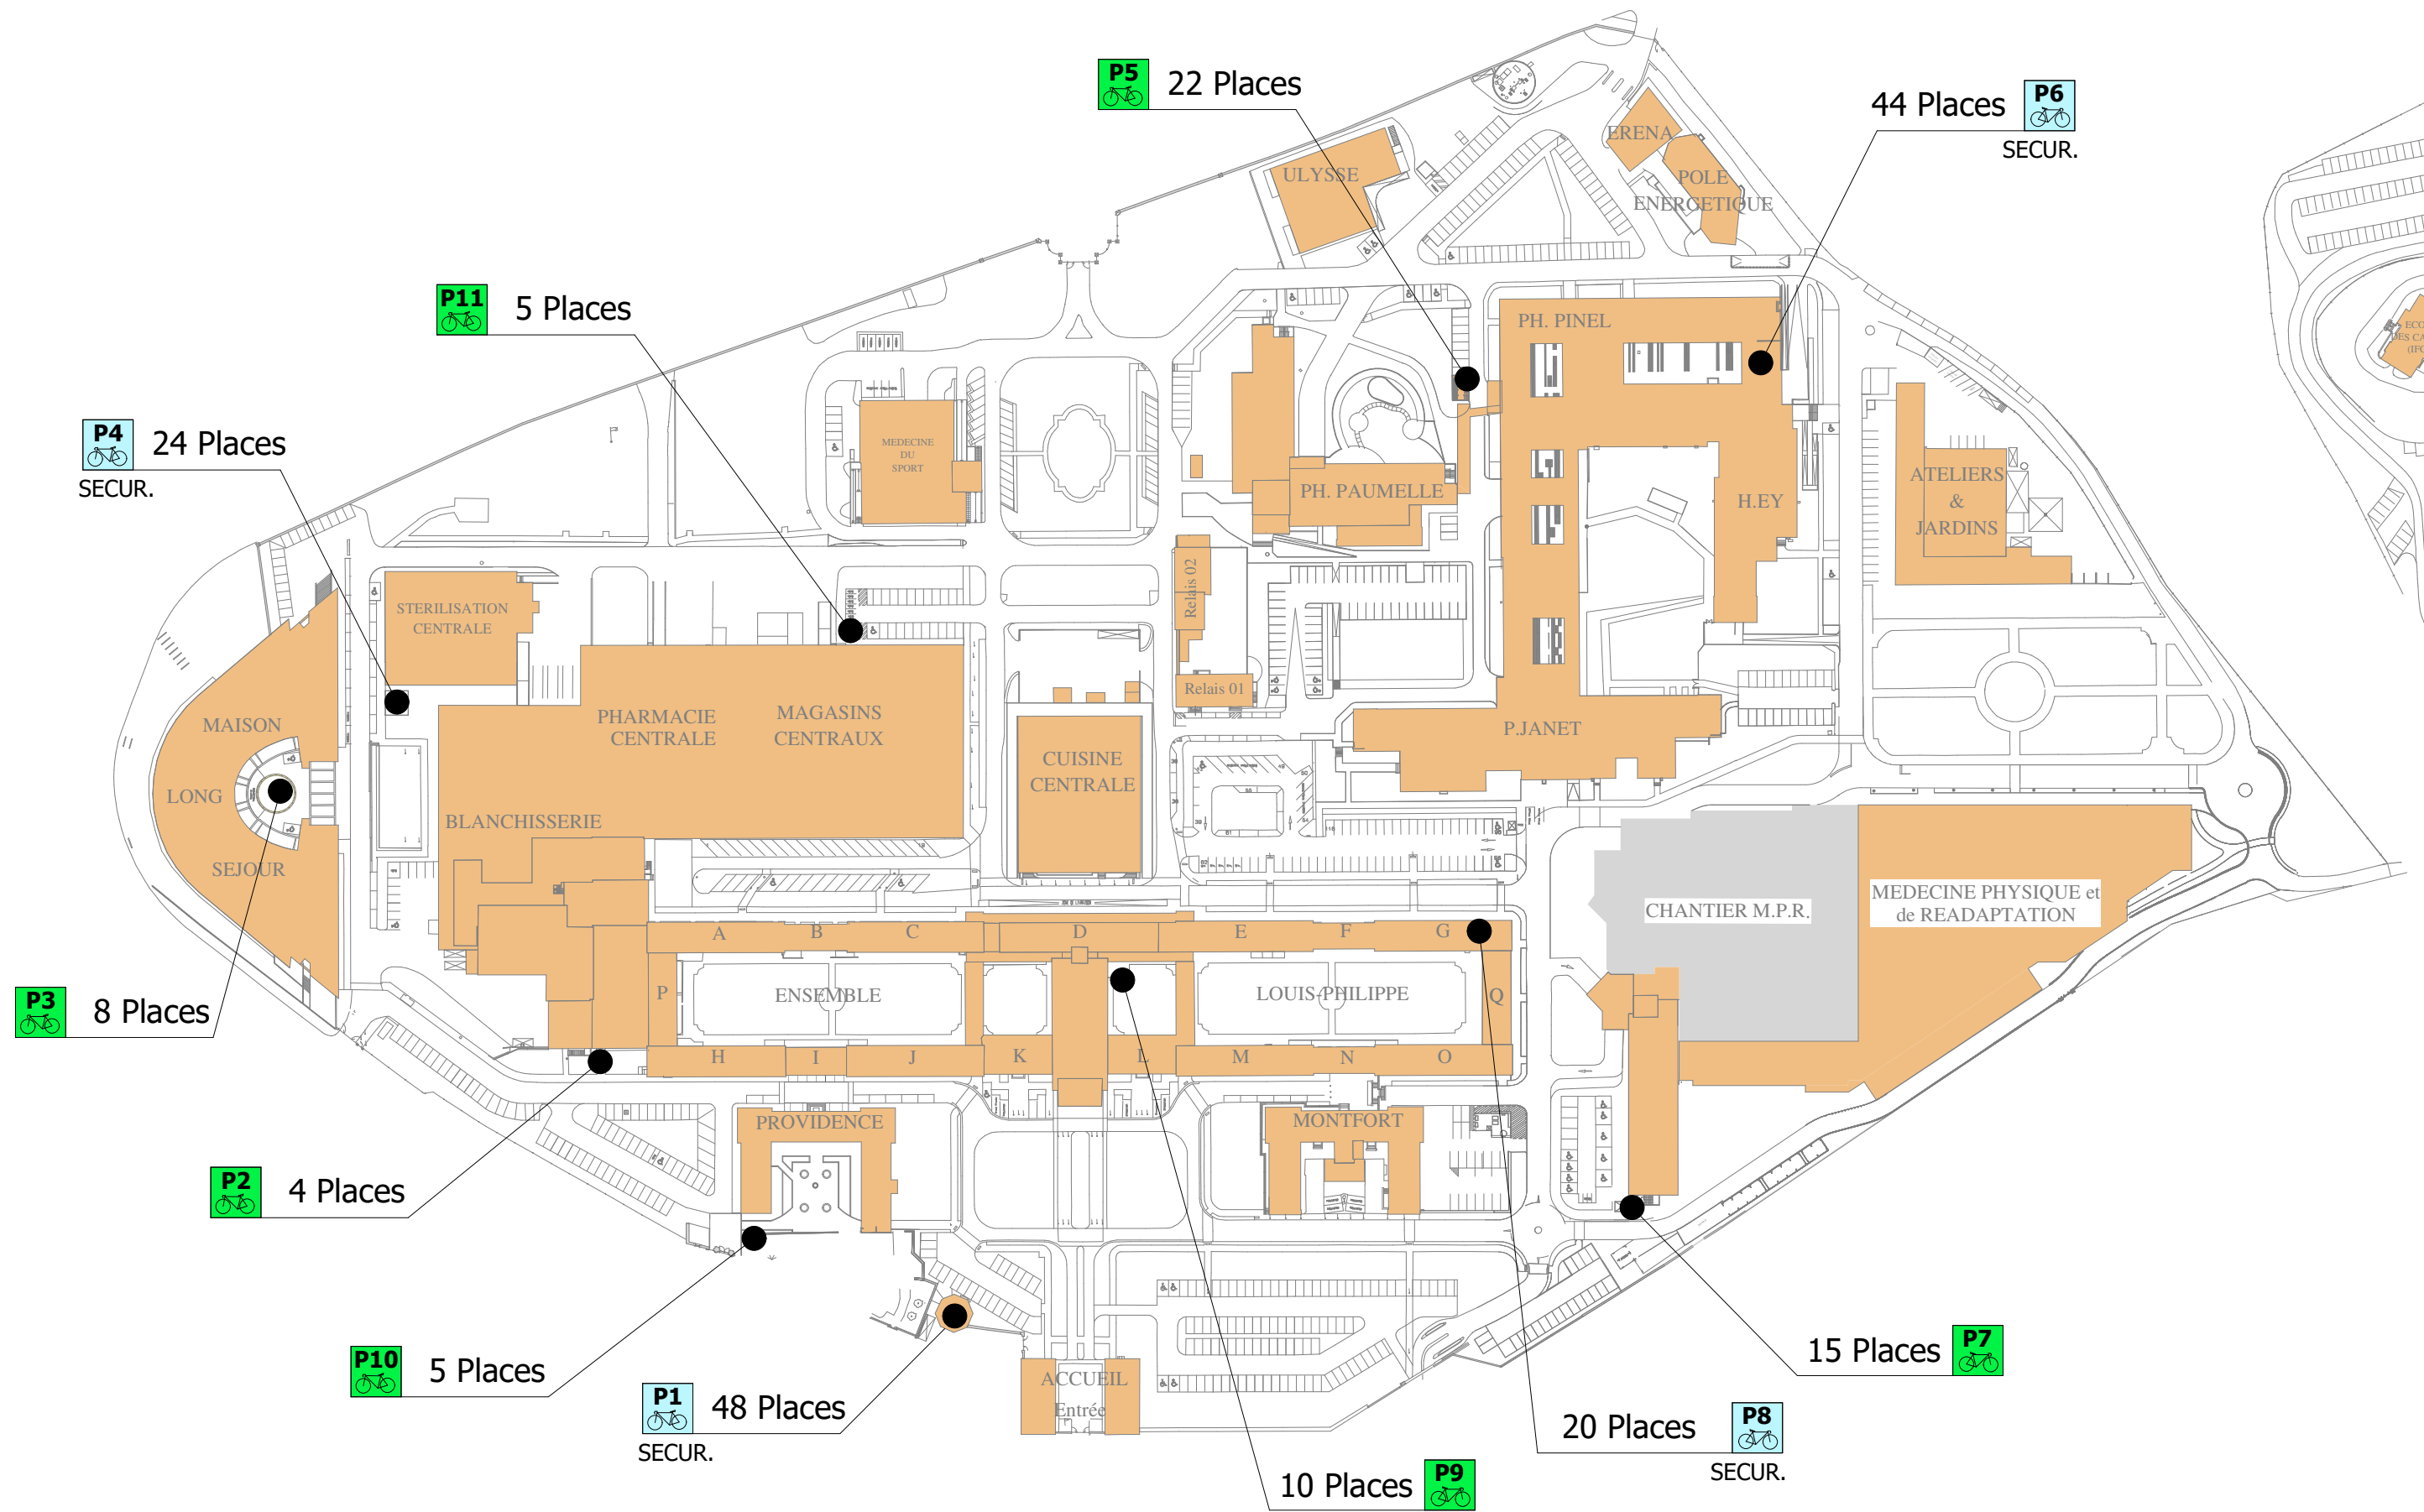 P5
22 Places
P6
44 Places
SECUR.
ERENA
ULYSSE
POLE
ENERGETIQUE
P11
5 Places
PH. PINEL
P4
24 Places
SECUR.
MEDECINE
DU
SPORT
PH. PAUMELLE
H.EY
ATELIERS
&
JARDINS
Relais 02
STERILISATION
CENTRALE
Relais 01
MAISON
LONG
SEJOUR
PHARMACIE
CENTRALE
MAGASINS
CENTRAUX
P.JANET
CUISINE
CENTRALE
BLANCHISSERIE
CHANTIER M.P.R.
MEDECINE PHYSIQUE et
de READAPTATION
A
B
C
D
E
F
G
P
ENSEMBLE
LOUIS-PHILIPPE
Q
P3
8 Places
H
I
J
K
L
M
N
O
PROVIDENCE
MONTFORT
P2
4 Places
P10
5 Places
P1
48 Places
SECUR.
ACCUEIL
Entrée
15 Places
P7
20 Places
P8
SECUR.
10 Places
P9